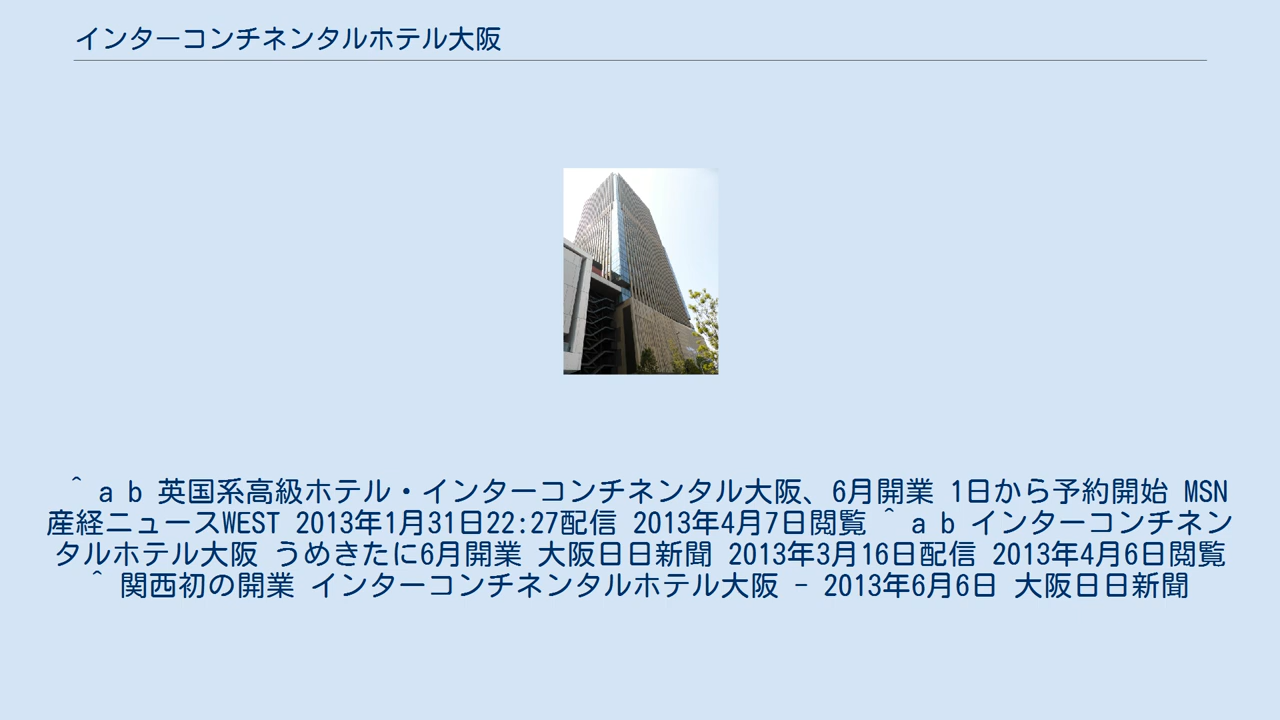 インターコンチネンタルホテル大阪
^ a b 英国系高級ホテル・インターコンチネンタル大阪、6月開業 1日から予約開始 MSN
産経ニュースWEST 2013年1月31日22:27配信 2013年4月7日閲覧 ^ a b インターコンチネン
タルホテル大阪 うめきたに6月開業 大阪日日新聞 2013年3月16日配信 2013年4月6日閲覧
^ 関西初の開業 インターコンチネンタルホテル大阪 - 2013年6月6日 大阪日日新聞